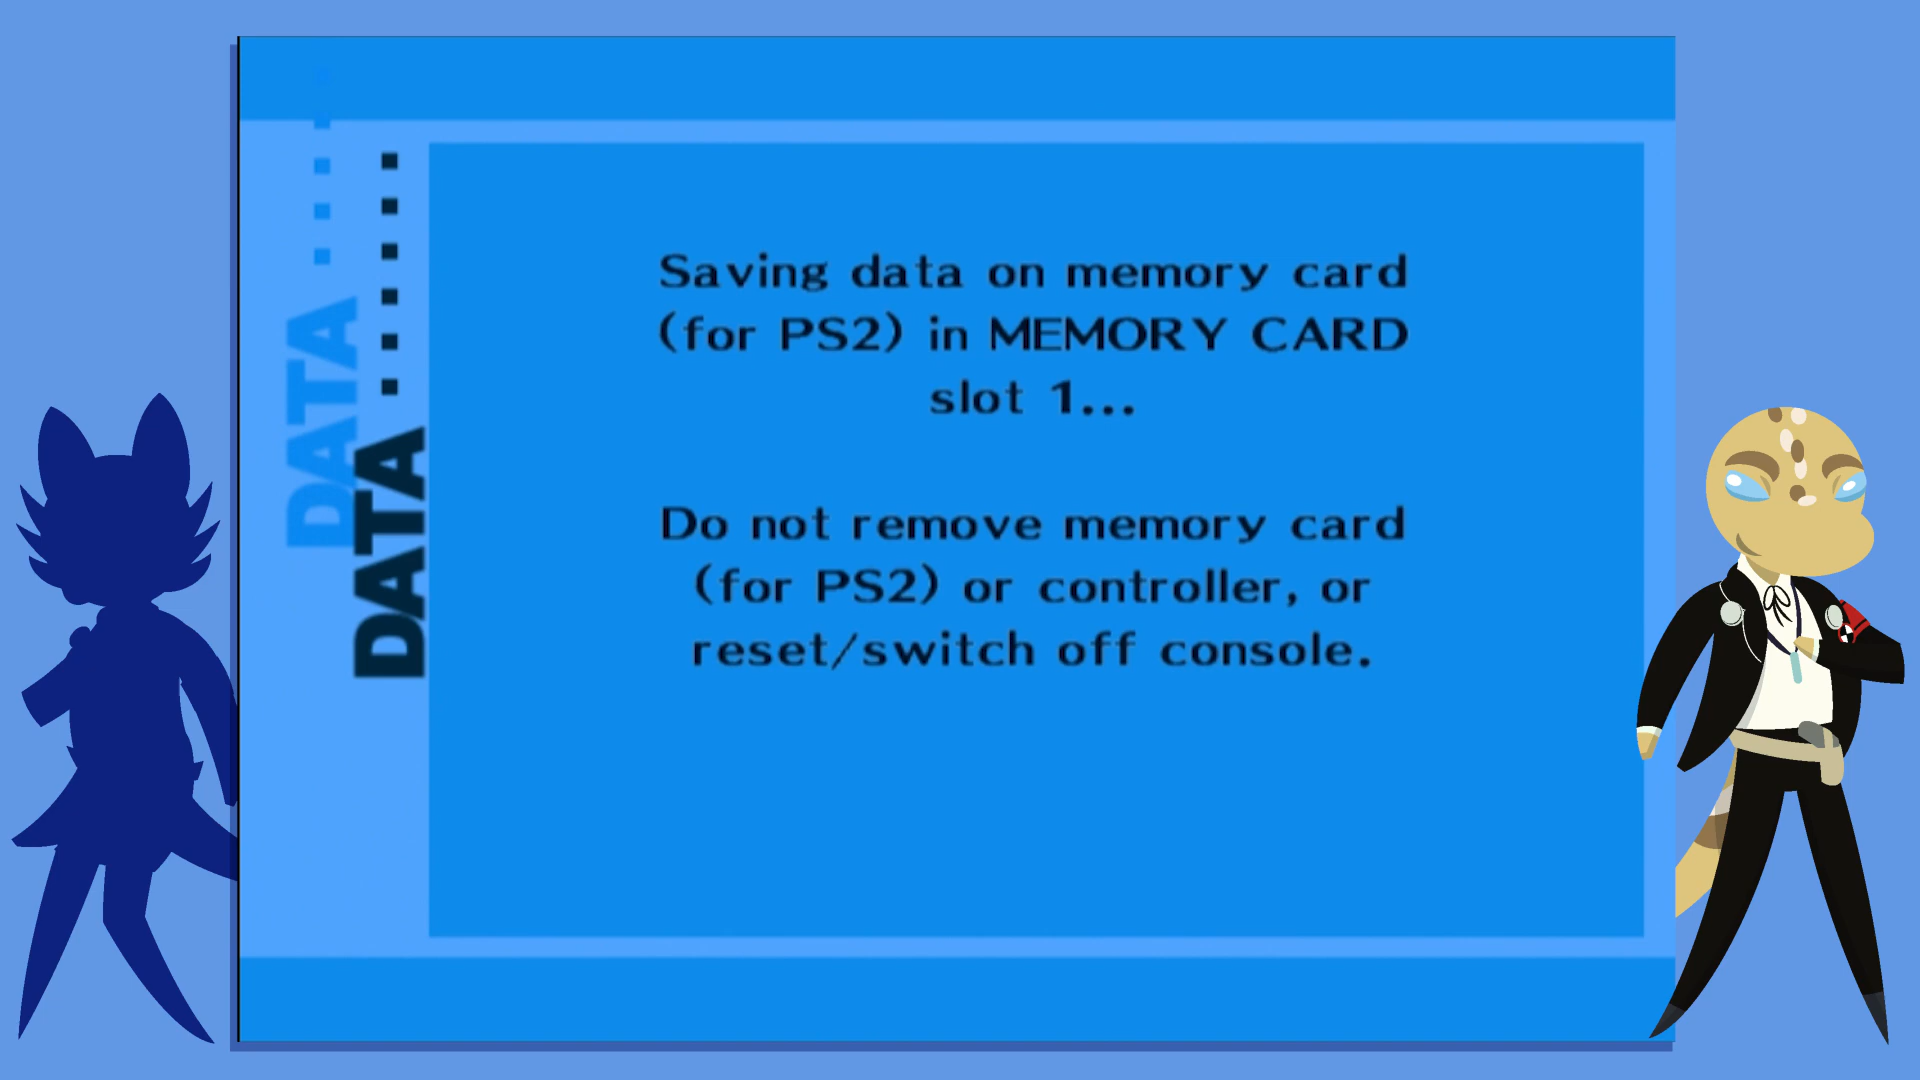 DATA......
DATA.....
Saving data on memory card
(for PS2) in MEMORY CARD
slot 1...
Do not remove memory card
(for PS2) or controller, or
reset/switch off console.